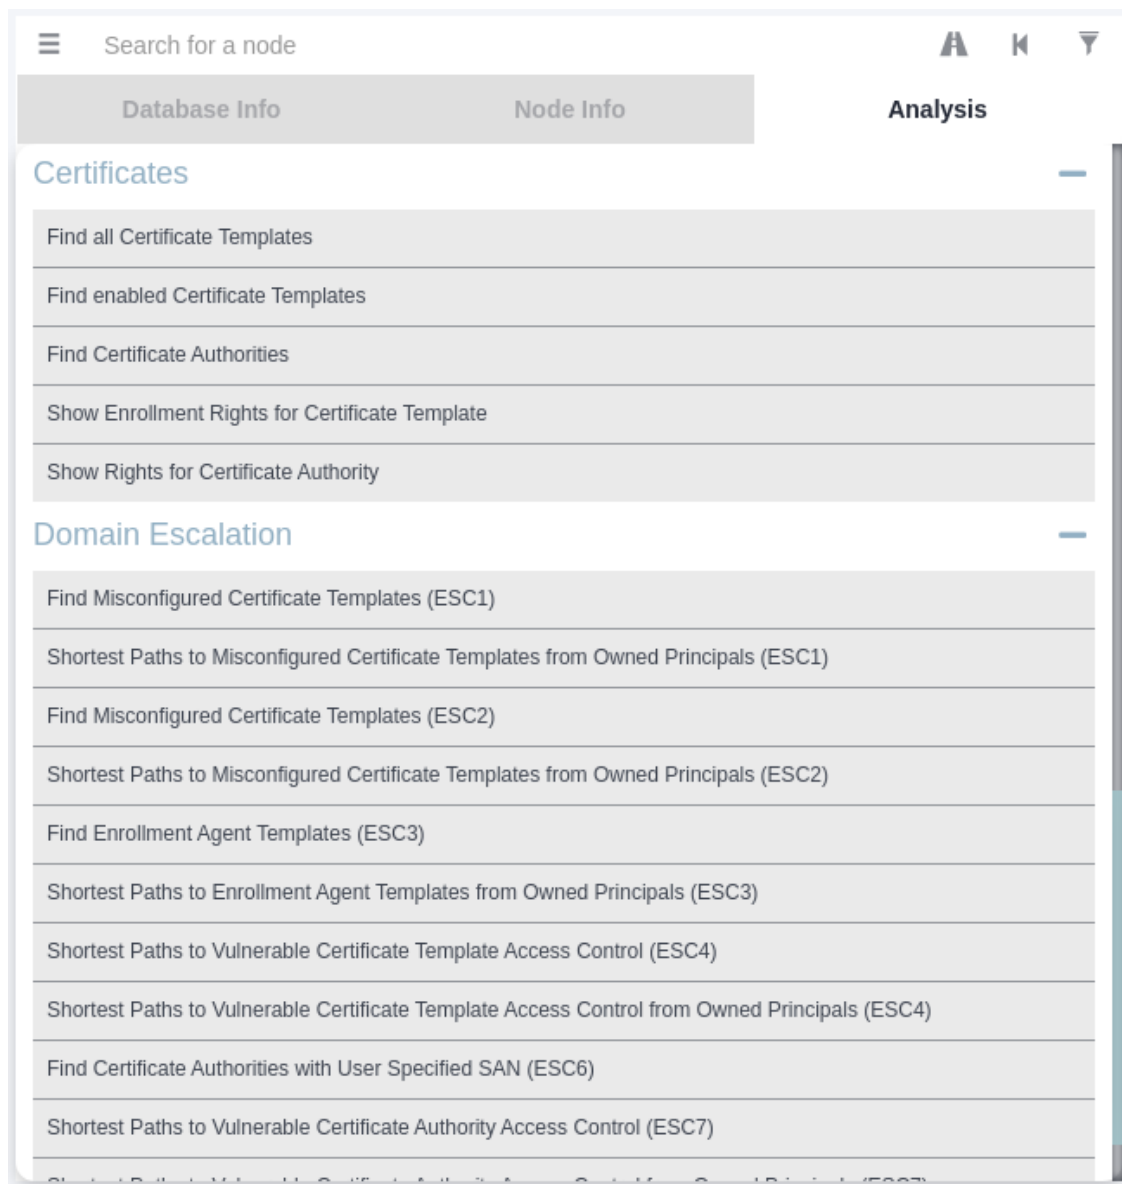 Search for a node
Database Info
Node Info
Analysis
Certificates
Find all Certificate Templates
Find enabled Certificate Templates
Find Certificate Authorities
Show Enrollment Rights for Certificate Template
Show Rights for Certificate Authority
Domain Escalation
Find Misconfigured Certificate Templates (ESC1)
Shortest Paths to Misconfigured Certificate Templates from Owned Principals (ESC1)
Find Misconfigured Certificate Templates (ESC2)
Shortest Paths to Misconfigured Certificate Templates from Owned Principals (ESC2)
Find Enrollment Agent Templates (ESC3)
Shortest Paths to Enrollment Agent Templates from Owned Principals (ESC3)
Shortest Paths to Vulnerable Certificate Template Access Control (ESC4)
Shortest Paths to Vulnerable Certificate Template Access Control from Owned Principals (ESC4)
Find Certificate Authorities with User Specified SAN (ESC6)
Shortest Paths to Vulnerable Certificate Authority Access Control (ESC7)